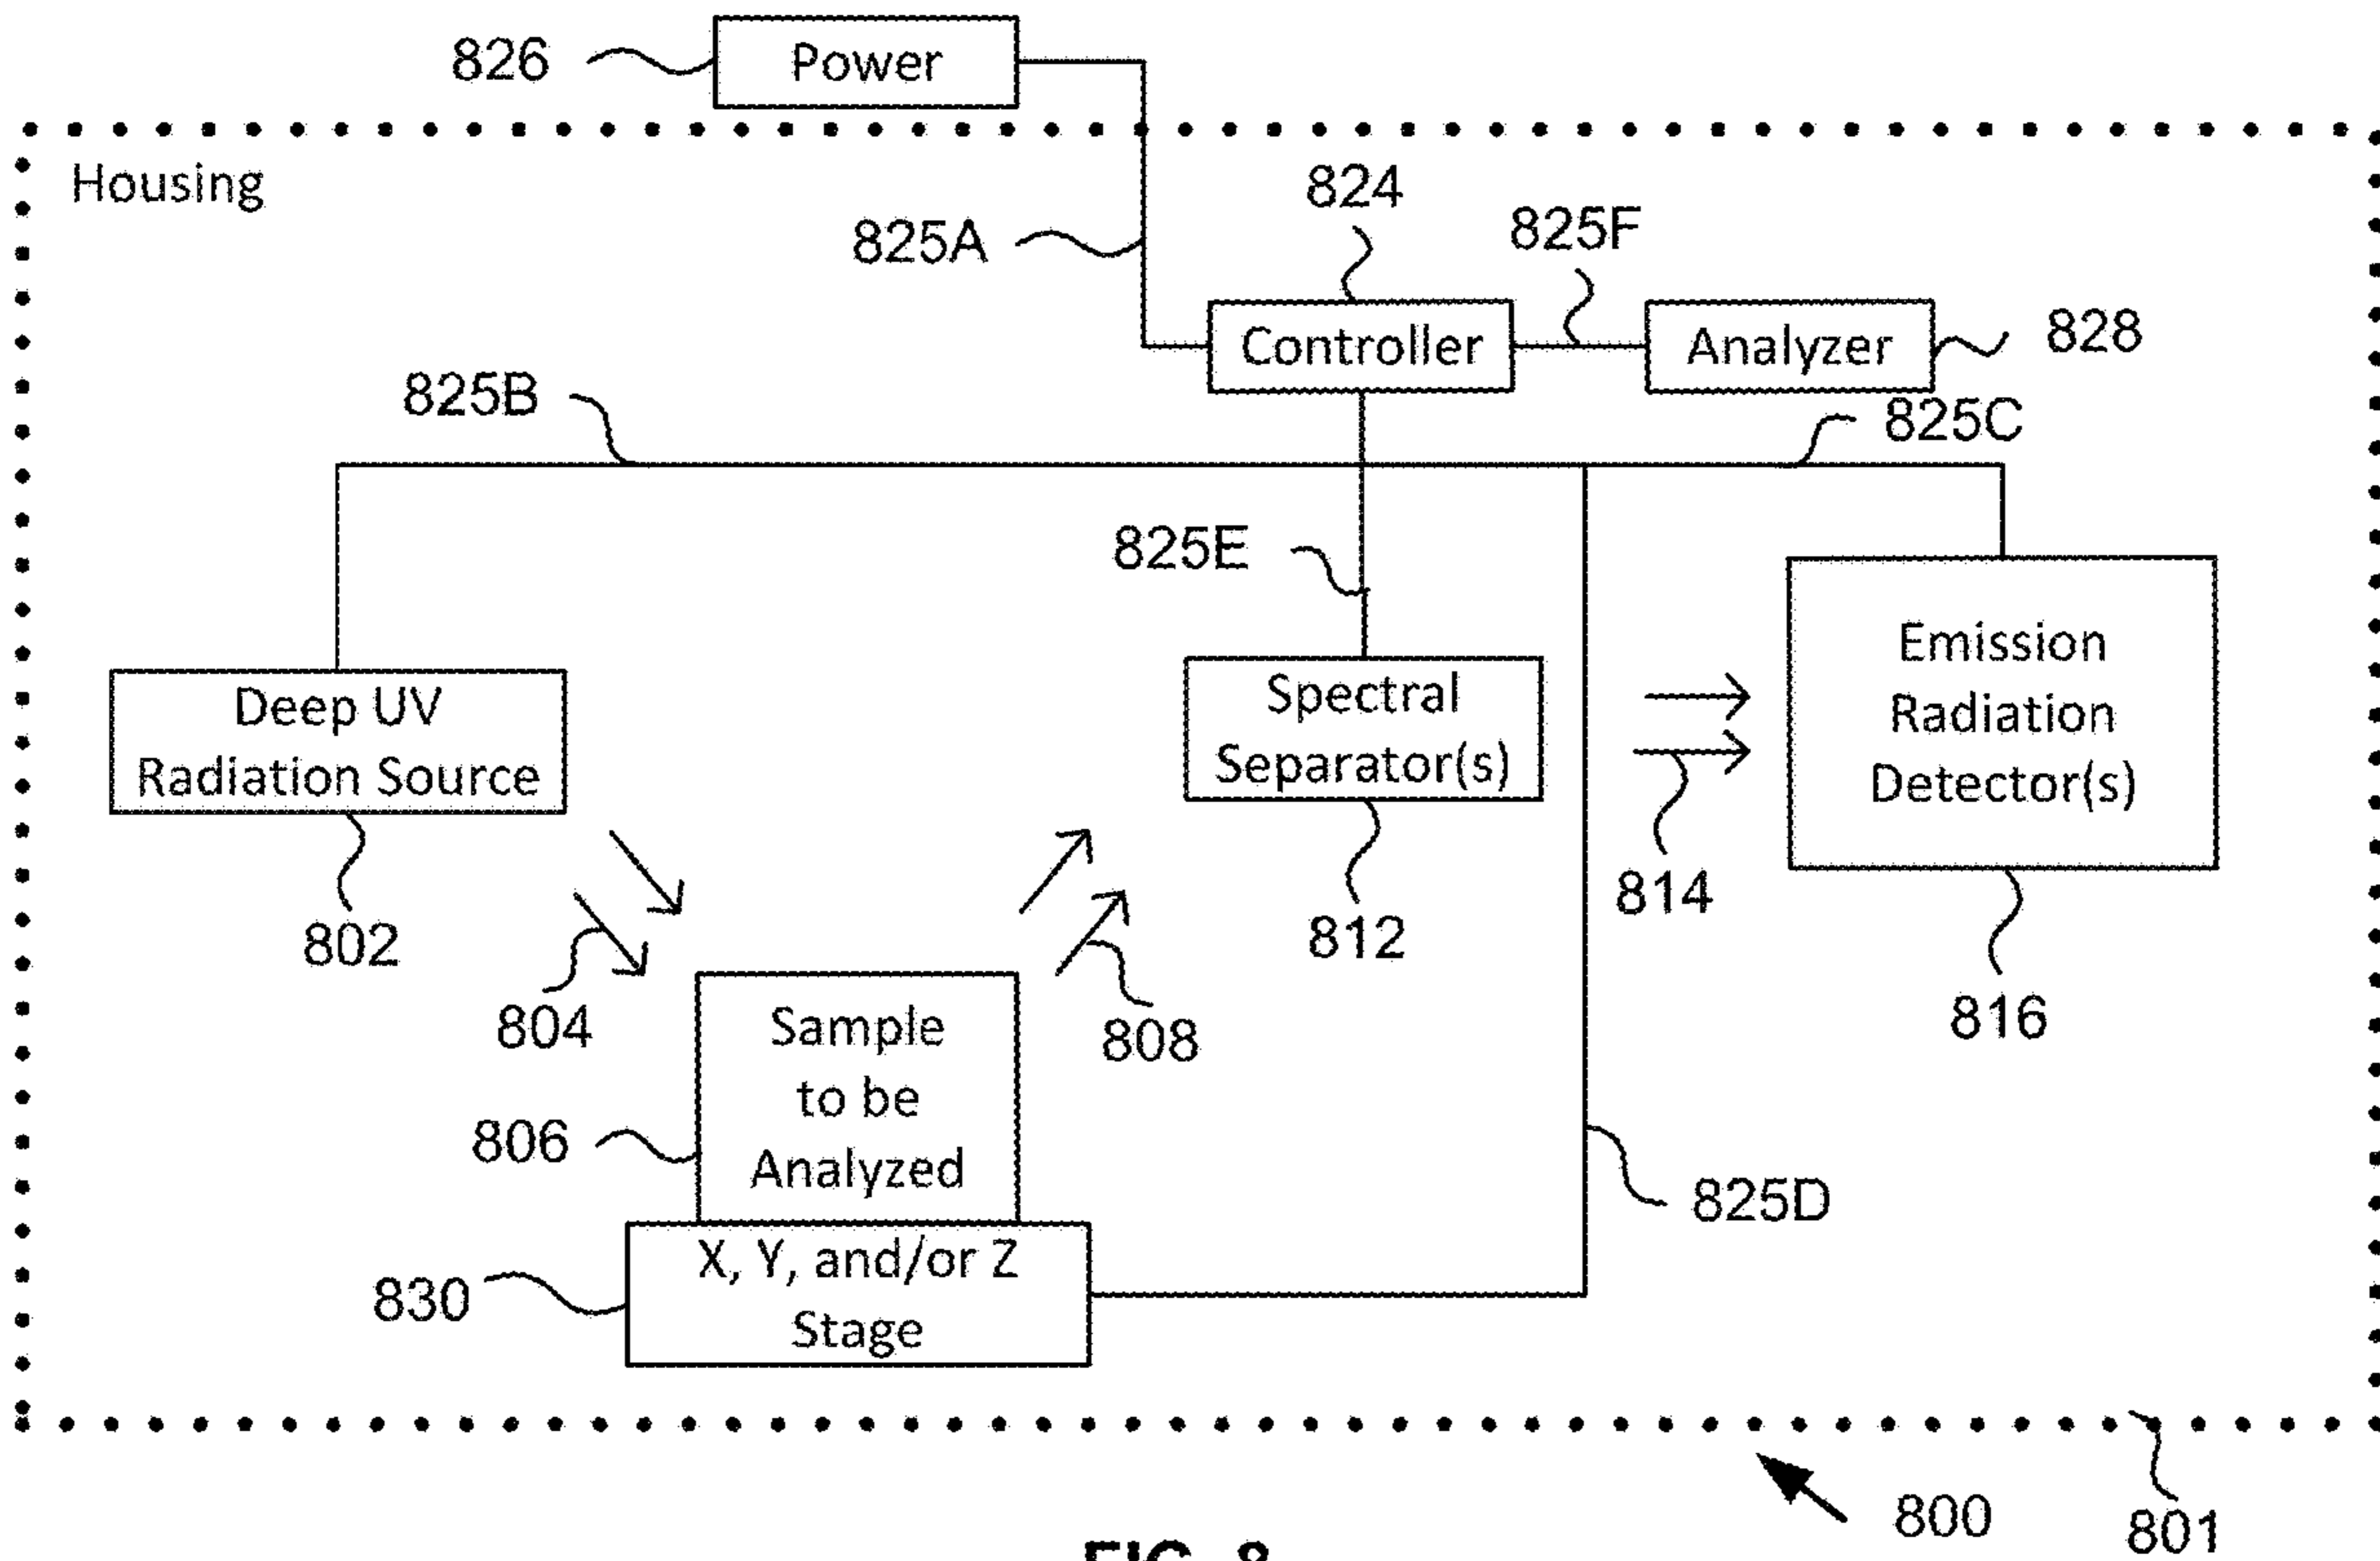 826
Power
Housing
824
825A
825F
Controller
Analyzer
828
825B
825C
825E
Deep UV
Radiation Source
Spectral
Separator(s)
Emission
Radiation
Detector(s)
802
804
812
814
816
808
Sample
to be
Analyzed
806
825D
X, Y, and/or Z
Stage
830
800
801
FIG. 8